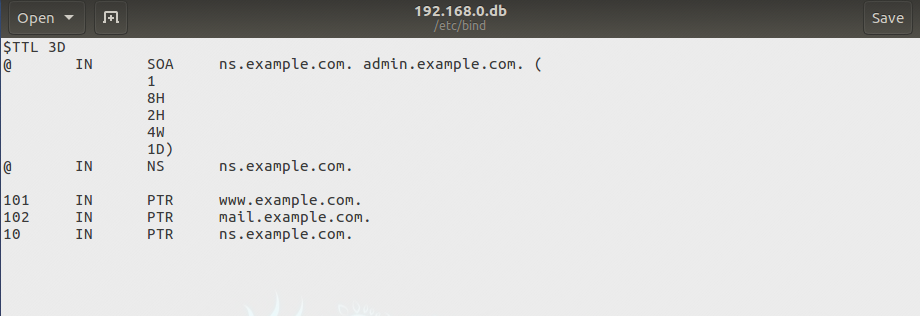 Open
192.168.0.db
/etc/bind
Save
$TTL 3D
@ IN SOA ns.example.com. admin.example.com. (
1
8H
2H
4W
1D)
@ IN NS ns.example.com.
101 IN PTR www.example.com.
102 IN PTR mail.example.com.
10 IN PTR ns.example.com.